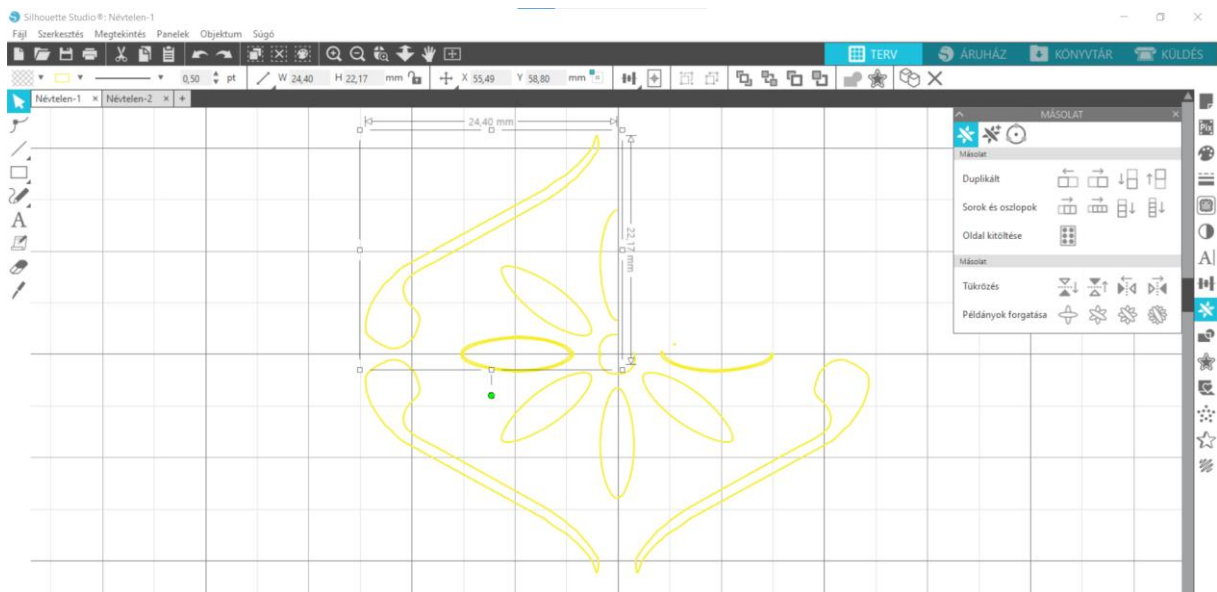 Silhouette Studio®: Névtelen-1
Fájl Szerkesztés Megtekintés Panelek Objektum Súgó
TERV ÁRUHÁZ KÖNYVTÁR KÜLDÉS
0,50 pt W 24,40 H 22,17 mm X 55,49 Y 58,80 mm
Névtelen-1 × Névtelen-2 × +
MÁSOLAT
24,40 mm
Másolat
Duplikált
Sorok és oszlopok
22,17 mm
Oldal kitöltése
Másolat
Tükrözés
Példányok forgatása